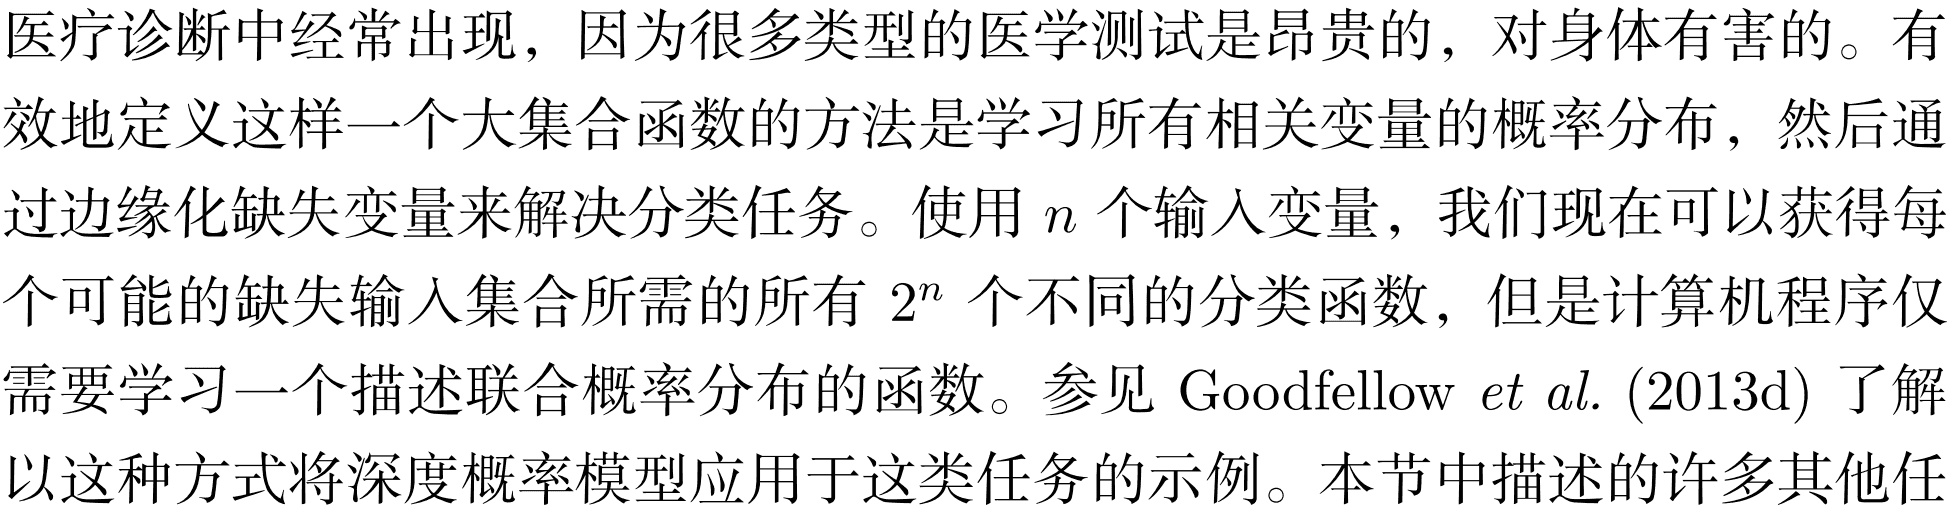 医疗诊断中经常出现，因为很多类型的医学测试是昂贵的，对身体有害的。有
效地定义这样一个大集合函数的方法是学习所有相关变量的概率分布，然后通
过边缘化缺失变量来解决分类任务。使用 n 个输入变量，我们现在可以获得每
个可能的缺失输入集合所需的所有 2ⁿ 个不同的分类函数，但是计算机程序仅
需要学习一个描述联合概率分布的函数。参见 Goodfellow et al. (2013d) 了解
以这种方式将深度概率模型应用于这类任务的示例。本节中描述的许多其他任